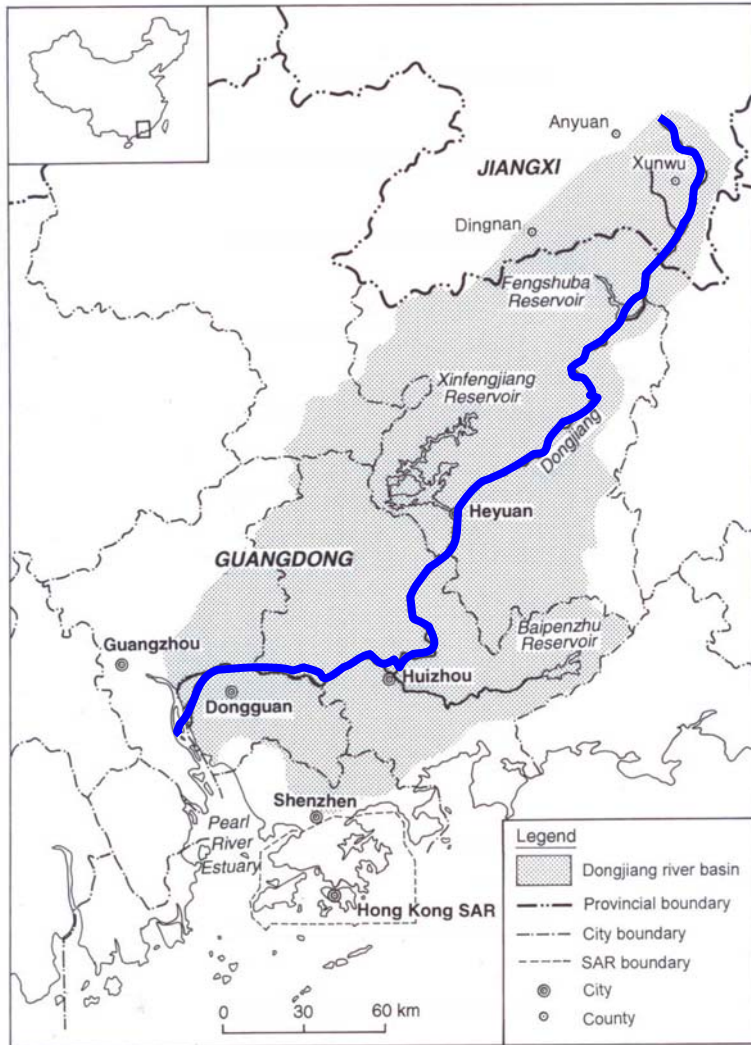 Anyuan
Xunwu
JIANGXI
Dingnan
Fengshuba
Reservoir
Xinfengjiang
Reservoir
Dongjiang
Heyuan
GUANGDONG
Baipenzhu
Reservoir
Guangzhou
Huizhou
Dongguan
Shenzhen
Pearl
River
Estuary
Hong Kong SAR
Legend
Dongjiang river basin
Provincial boundary
City boundary
SAR boundary
City
County
0 30 60 km